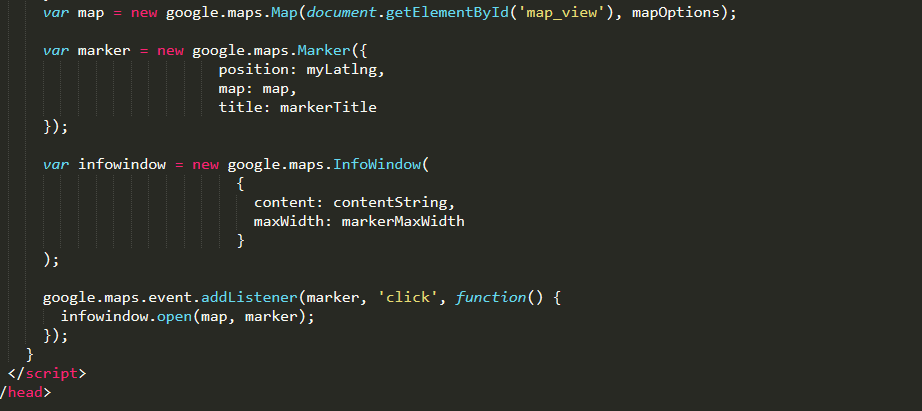 var map = new google.maps.Map(document.getElementById('map_view'), mapOptions);
var marker = new google.maps.Marker({
position: myLatlng,
map: map,
title: markerTitle
});
var infowindow = new google.maps.InfoWindow(
{
content: contentString,
maxWidth: markerMaxWidth
}
);
google.maps.event.addListener(marker, 'click', function() {
infowindow.open(map, marker);
});
}
</script>
/head>